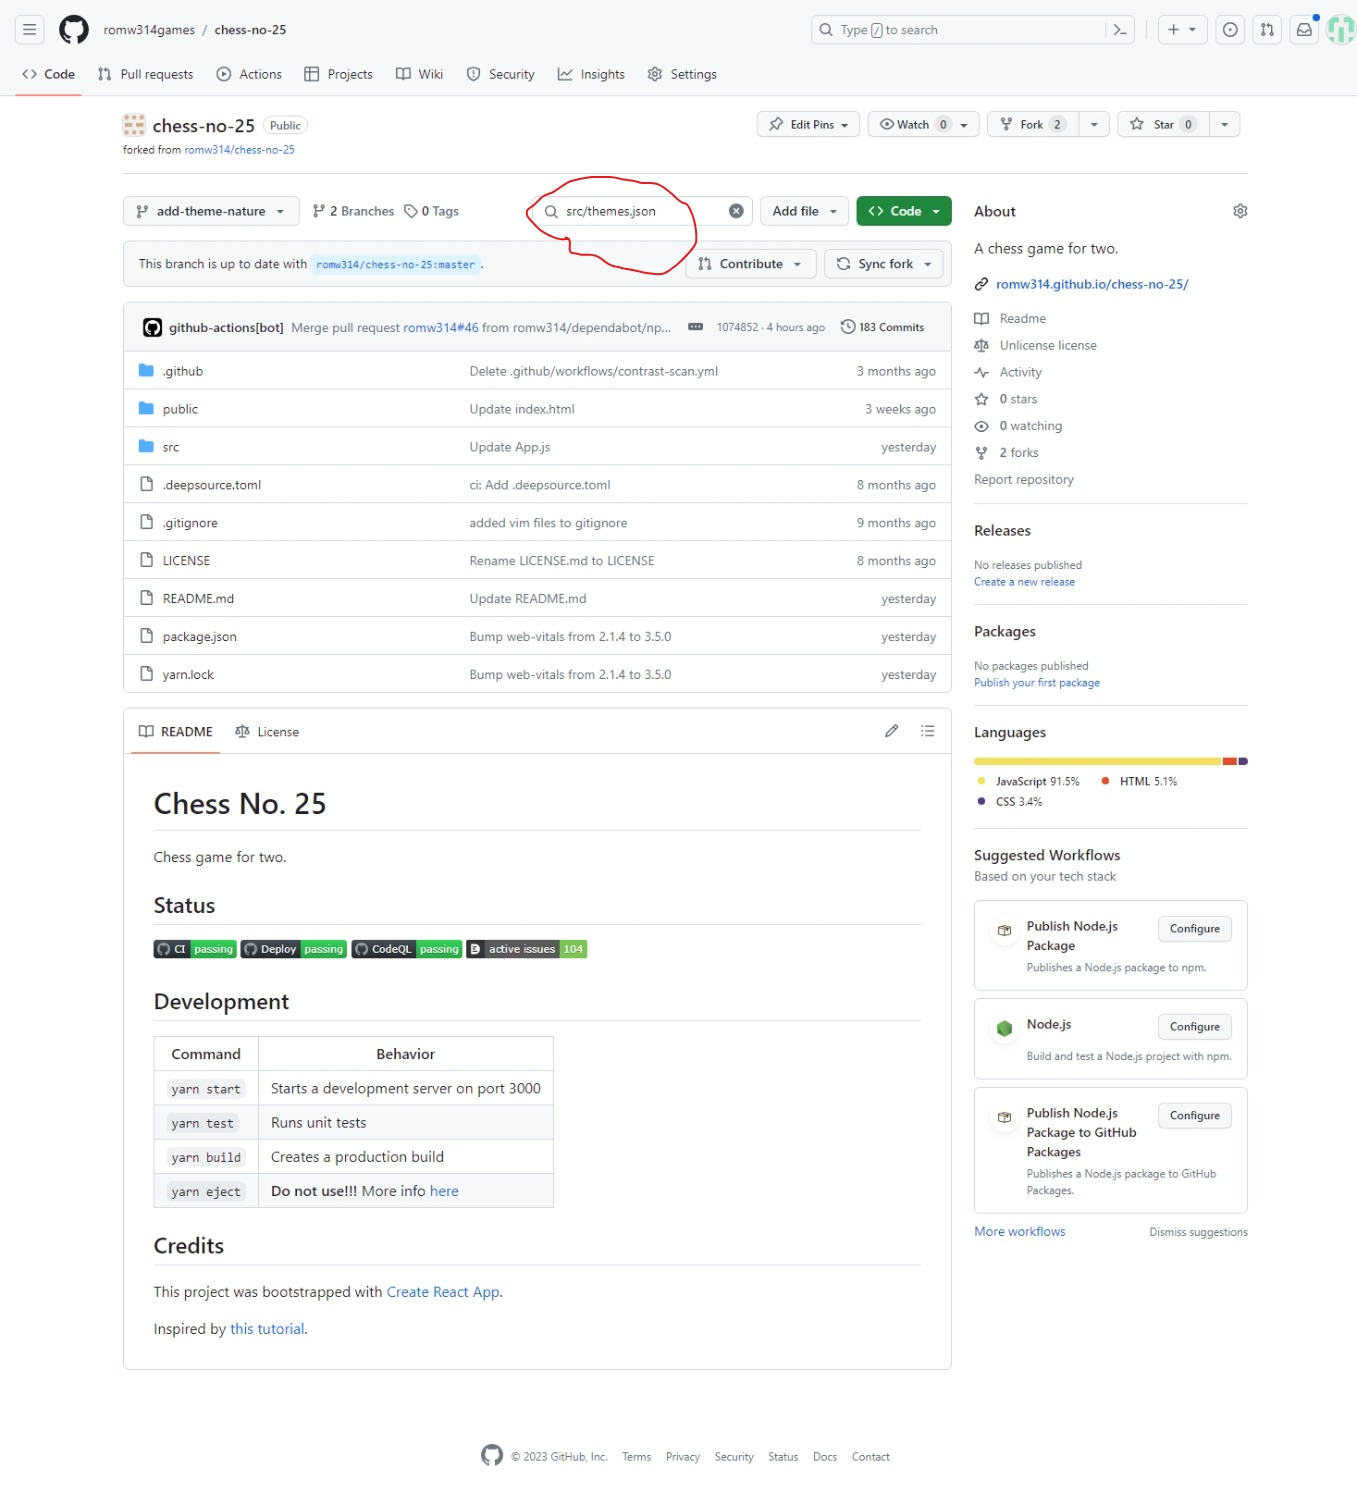 romw314games / chess-no-25
Type / to search
Code Pull requests Actions Projects Wiki Security Insights Settings
chess-no-25 Public
Edit Pins Watch 0 Fork 2 Star 0
forked from romw314/chess-no-25
add-theme-nature 2 Branches 0 Tags src/themes.json Add file Code
This branch is up to date with romw314/chess-no-25:master .
Contribute Sync fork
github-actions[bot] Merge pull request romw314#46 from romw314/dependabot/np... 1074852 · 4 hours ago 183 Commits
.github Delete .github/workflows/contrast-scan.yml 3 months ago
public Update index.html 3 weeks ago
src Update App.js yesterday
.deepsource.toml ci: Add .deepsource.toml 8 months ago
.gitignore added vim files to gitignore 9 months ago
LICENSE Rename LICENSE.md to LICENSE 8 months ago
README.md Update README.md yesterday
package.json Bump web-vitals from 2.1.4 to 3.5.0 yesterday
yarn.lock Bump web-vitals from 2.1.4 to 3.5.0 yesterday
README License
Chess No. 25
Chess game for two.
Status
CI passing Deploy passing CodeQL passing active issues 104
Development
Command Behavior
yarn start Starts a development server on port 3000
yarn test Runs unit tests
yarn build Creates a production build
yarn eject Do not use!!! More info here
Credits
This project was bootstrapped with Create React App.
Inspired by this tutorial.
About
A chess game for two.
romw314.github.io/chess-no-25/
Readme
Unlicense license
Activity
0 stars
0 watching
2 forks
Report repository
Releases
No releases published
Create a new release
Packages
No packages published
Publish your first package
Languages
JavaScript 91.5% HTML 5.1%
CSS 3.4%
Suggested Workflows
Based on your tech stack
Publish Node.js
Package
Configure
Publishes a Node.js package to npm.
Node.js
Configure
Build and test a Node.js project with npm.
Publish Node.js
Package to GitHub
Packages
Configure
Publishes a Node.js package to GitHub
Packages.
More workflows Dismiss suggestions
© 2023 GitHub, Inc. Terms Privacy Security Status Docs Contact